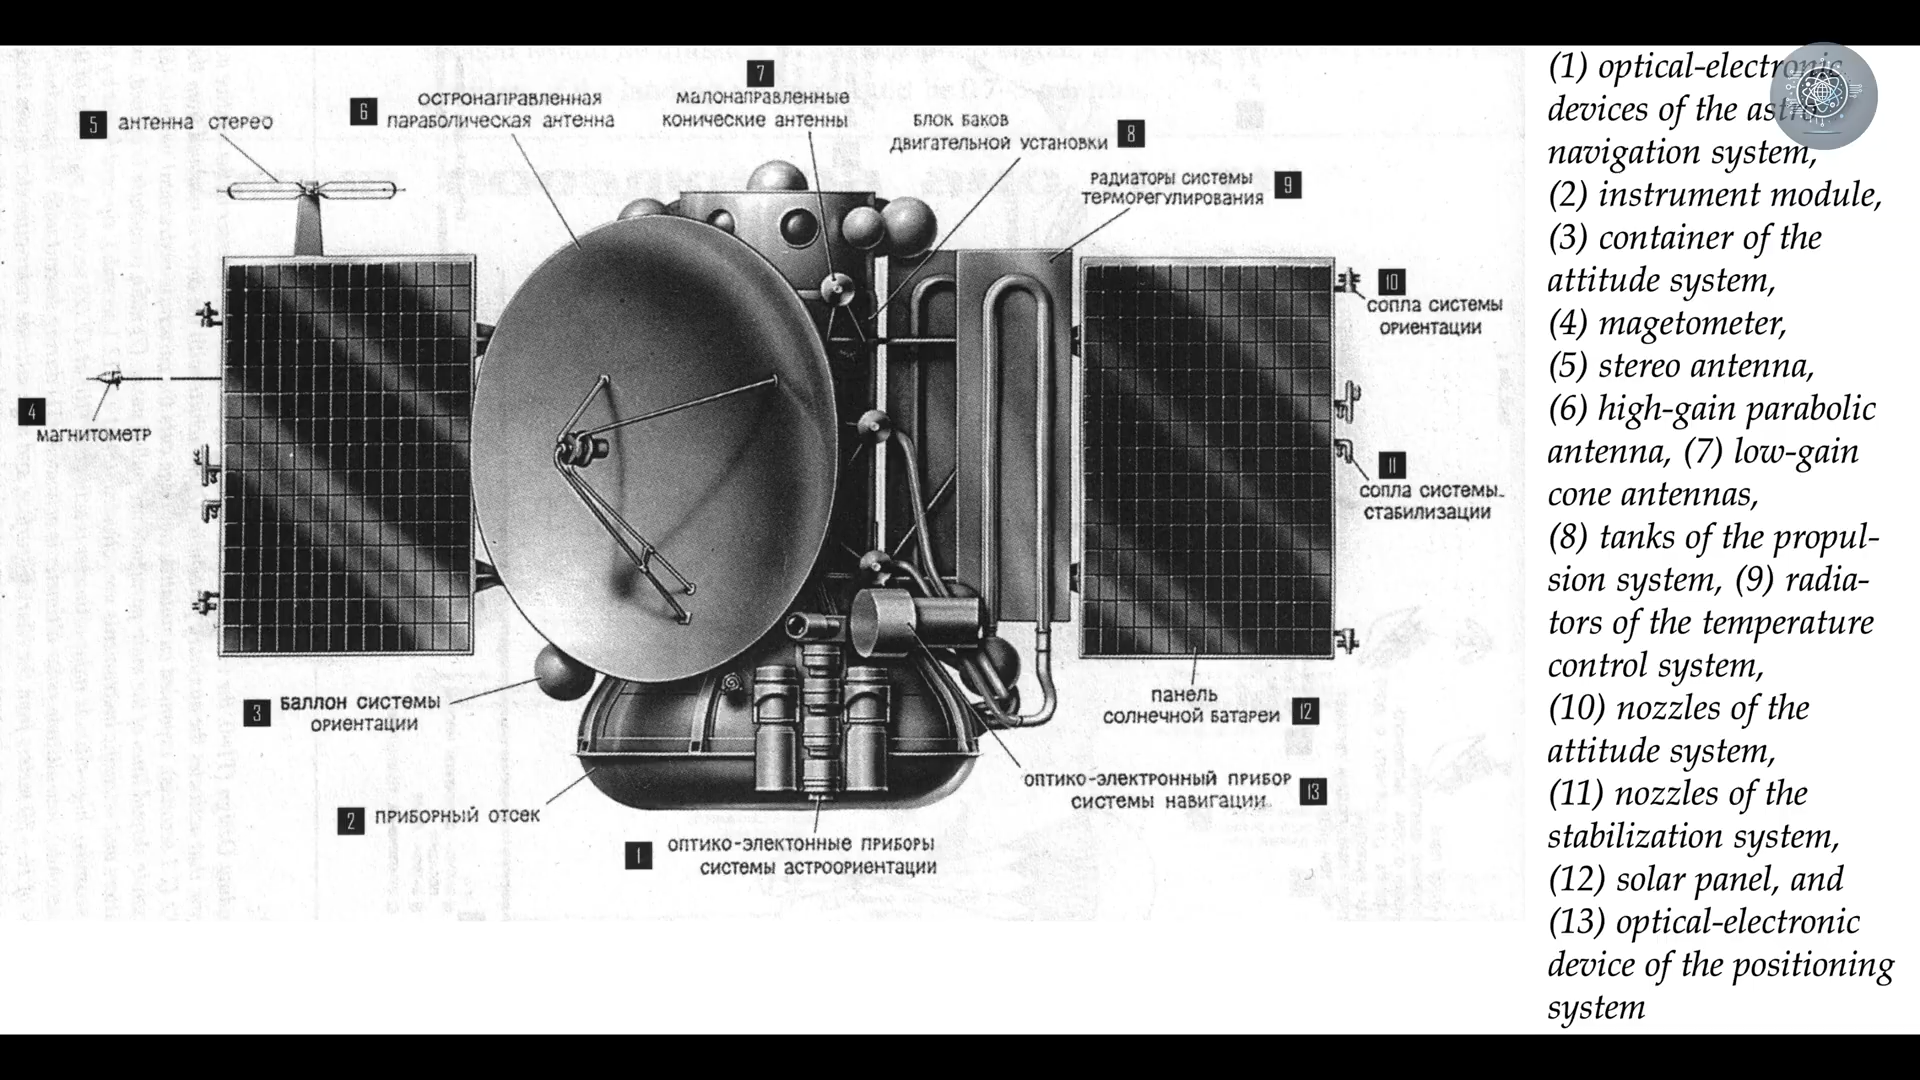 5 антенна стерео
6 остронаправленная
параболическая антенна
7
малонаправленные
конические антенны
блок баков
двигательной установки 8
радиаторы системы
терморегулирования 9
10
сопла системы
ориентации
4
магнитометр
11
сопла системы
стабилизации
3 баллон системы
ориентации
панель
солнечной батареи 12
2 приборный отсек
оптико-электронный прибор
системы навигации 13
1 оптико-электонные приборы
системы астроориентации
(1) optical-electronic
devices of the
navigation system,
(2) instrument module,
(3) container of the
attitude system,
(4) magetometer,
(5) stereo antenna,
(6) high-gain parabolic
antenna, (7) low-gain
cone antennas,
(8) tanks of the propul-
sion system, (9) radia-
tors of the temperature
control system,
(10) nozzles of the
attitude system,
(11) nozzles of the
stabilization system,
(12) solar panel, and
(13) optical-electronic
device of the positioning
system